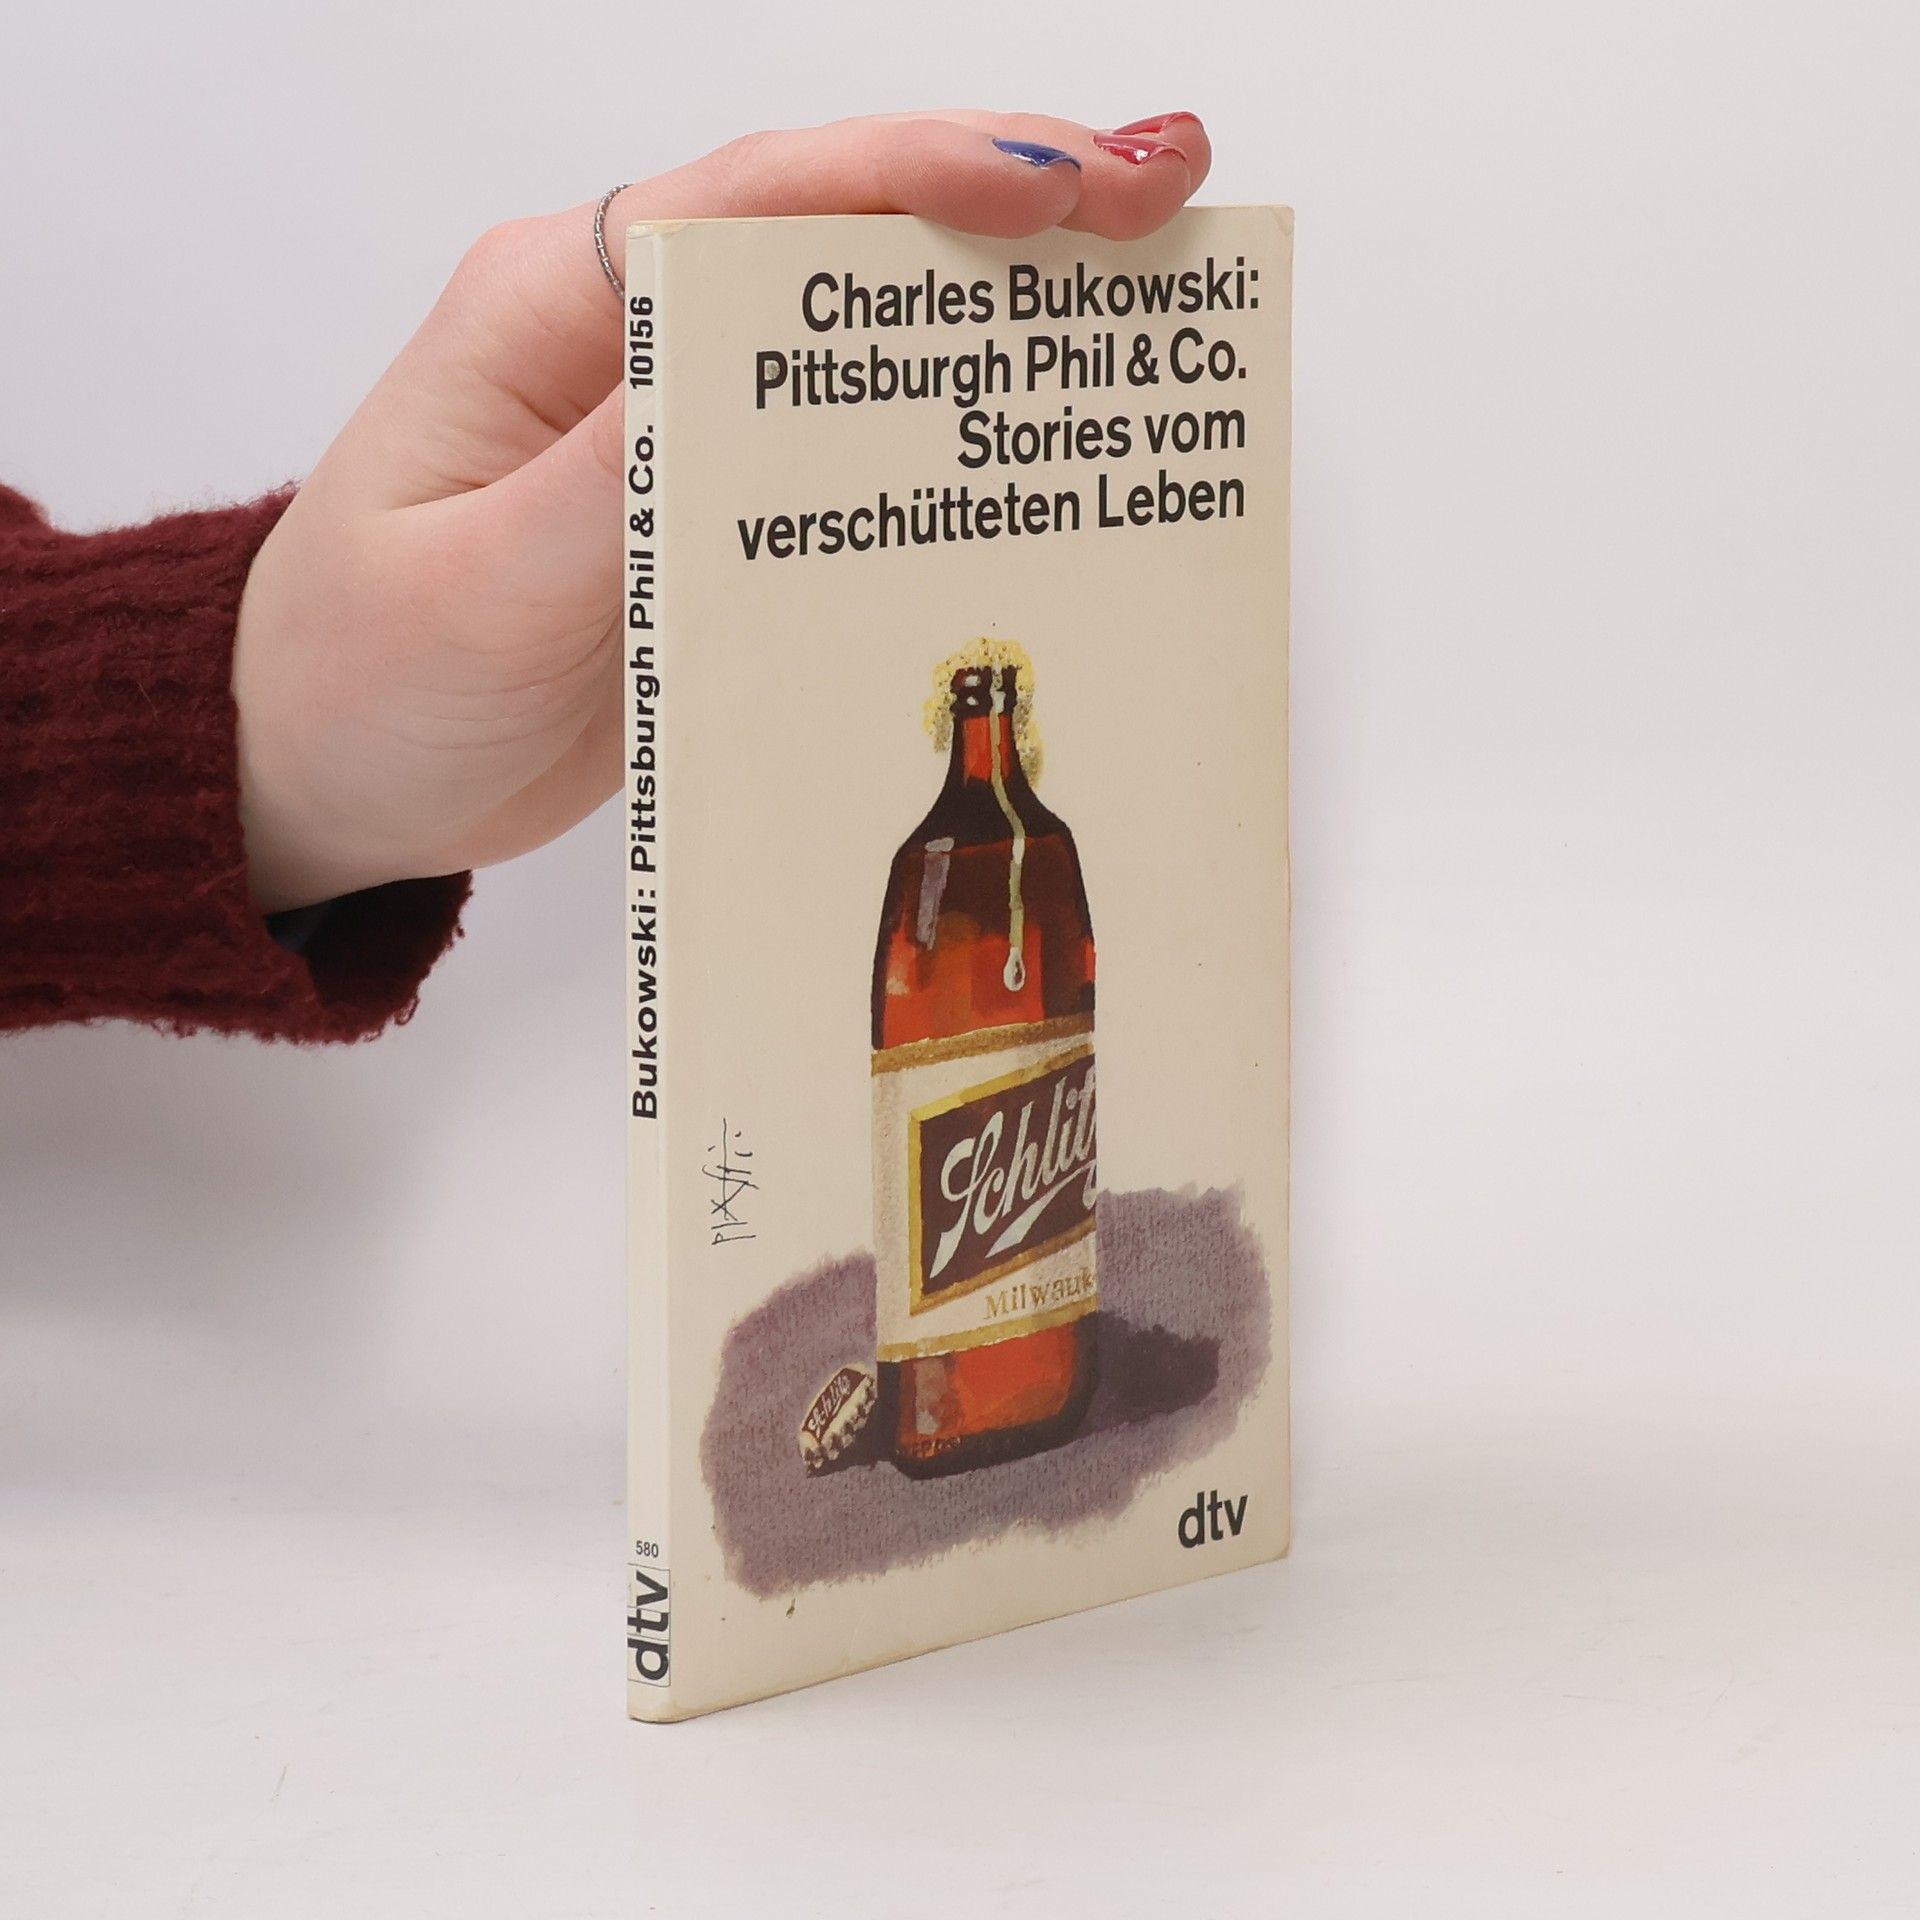 Charles Bukowski:
Pittsburgh Phil & Co.
Stories vom
verschütteten Leben
Bukowski: Pittsburgh Phil & Co. 10156
580
dtv
Schlitz
Milwauk
Schlitz
dtv